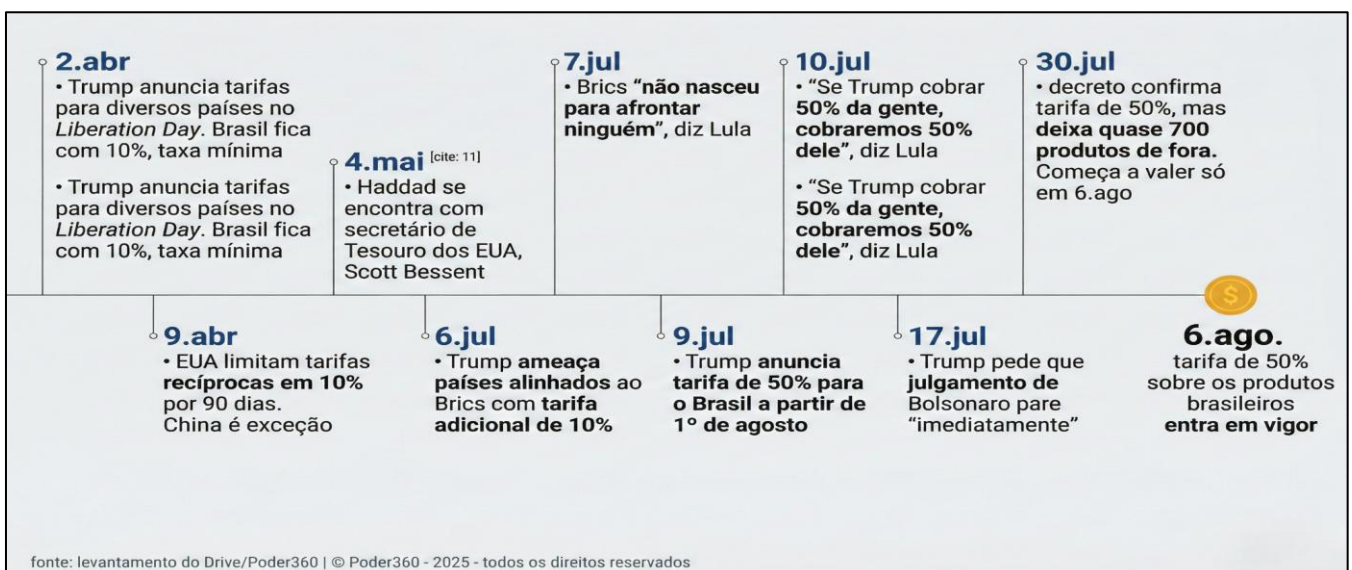 2.abr
• Trump anuncia tarifas
para diversos países no
Liberation Day. Brasil fica
com 10%, taxa mínima
• Trump anuncia tarifas
para diversos países no
Liberation Day. Brasil fica
com 10%, taxa mínima
9.abr
• EUA limitam tarifas
recíprocas em 10%
por 90 dias.
China é exceção
4.mai [cite: 11]
• Haddad se
encontra com
secretário de
Tesouro dos EUA,
Scott Bessent
6.jul
• Trump ameaça
países alinhados ao
Brics com tarifa
adicional de 10%
7.jul
• Brics “não nasceu
para afrontar
ninguém”, diz Lula
9.jul
• Trump anuncia
tarifa de 50% para
o Brasil a partir de
1º de agosto
10.jul
• “Se Trump cobrar
50% da gente,
cobraremos 50%
dele”, diz Lula
• “Se Trump cobrar
50% da gente,
cobraremos 50%
dele”, diz Lula
17.jul
• Trump pede que
julgamento de
Bolsonaro pare
“imediatamente”
30.jul
• decreto confirma
tarifa de 50%, mas
deixa quase 700
produtos de fora.
Começa a valer só
em 6.ago
$
6.ago.
tarifa de 50%
sobre os produtos
brasileiros
entra em vigor
fonte: levantamento do Drive/Poder360 | © Poder360 - 2025 - todos os direitos reservados